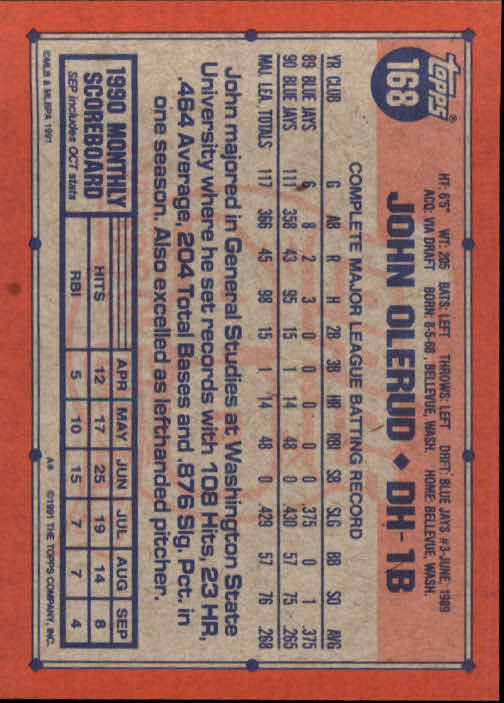 topps®
168
JOHN OLERUD ◆ DH-1B
HT: 6'5" WT: 205 BATS: LEFT THROWS: LEFT DRFT: BLUE JAYS #3-JUNE, 1989
ACQ: VIA DRAFT BORN: 8-5-68, BELLEVUE, WASH. HOME: BELLEVUE, WASH.
COMPLETE MAJOR LEAGUE BATTING RECORD
YR CLUB G AB R H 2B 3B HR RBI SB SLG BB SO AVG
89 BLUE JAYS 6 8 2 3 0 0 0 0 0 .375 0 1 .375
90 BLUE JAYS 111 358 43 95 15 1 14 48 0 .430 57 75 .265
MAJ. LEA. TOTALS 117 366 45 98 15 1 14 48 0 .429 57 76 .268
John majored in General Studies at Washington State
University where he set records with 108 Hits, 23 HR,
.464 Average, 204 Total Bases and .876 Slg. Pct. in
one season. Also excelled as lefthanded pitcher.
1990 MONTHLY
SCOREBOARD
SEP includes OCT stats
APR MAY JUN JUL AUG SEP
HITS 12 17 25 19 14 8
RBI 5 10 15 7 7 4
©MLB & MLBPA 1991
A* ©1991 THE TOPPS COMPANY, INC.